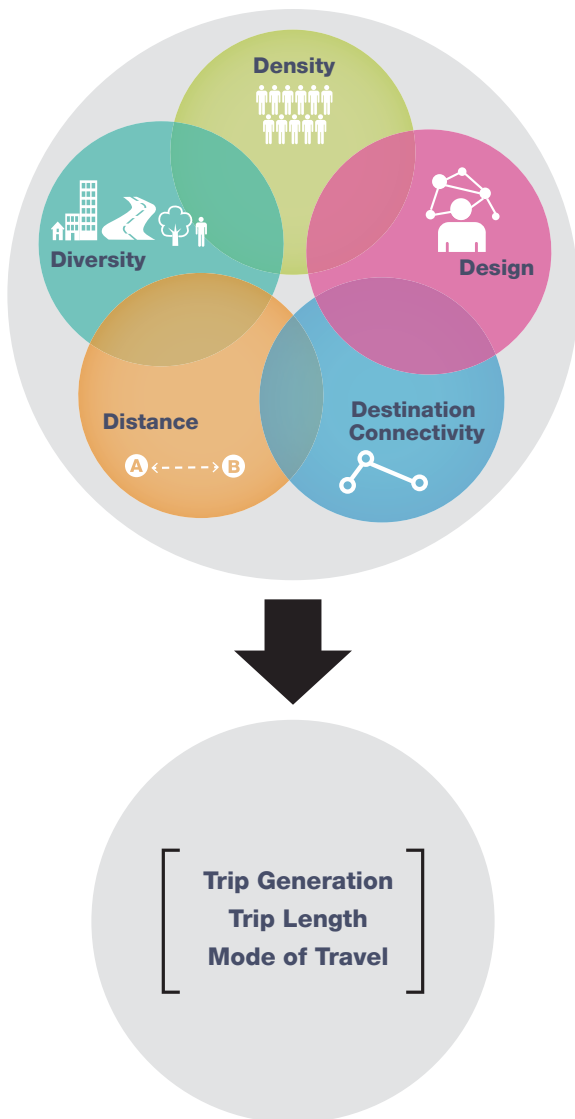 Density
Diversity
Design
Distance
A
B
Destination
Connectivity
Trip Generation
Trip Length
Mode of Travel